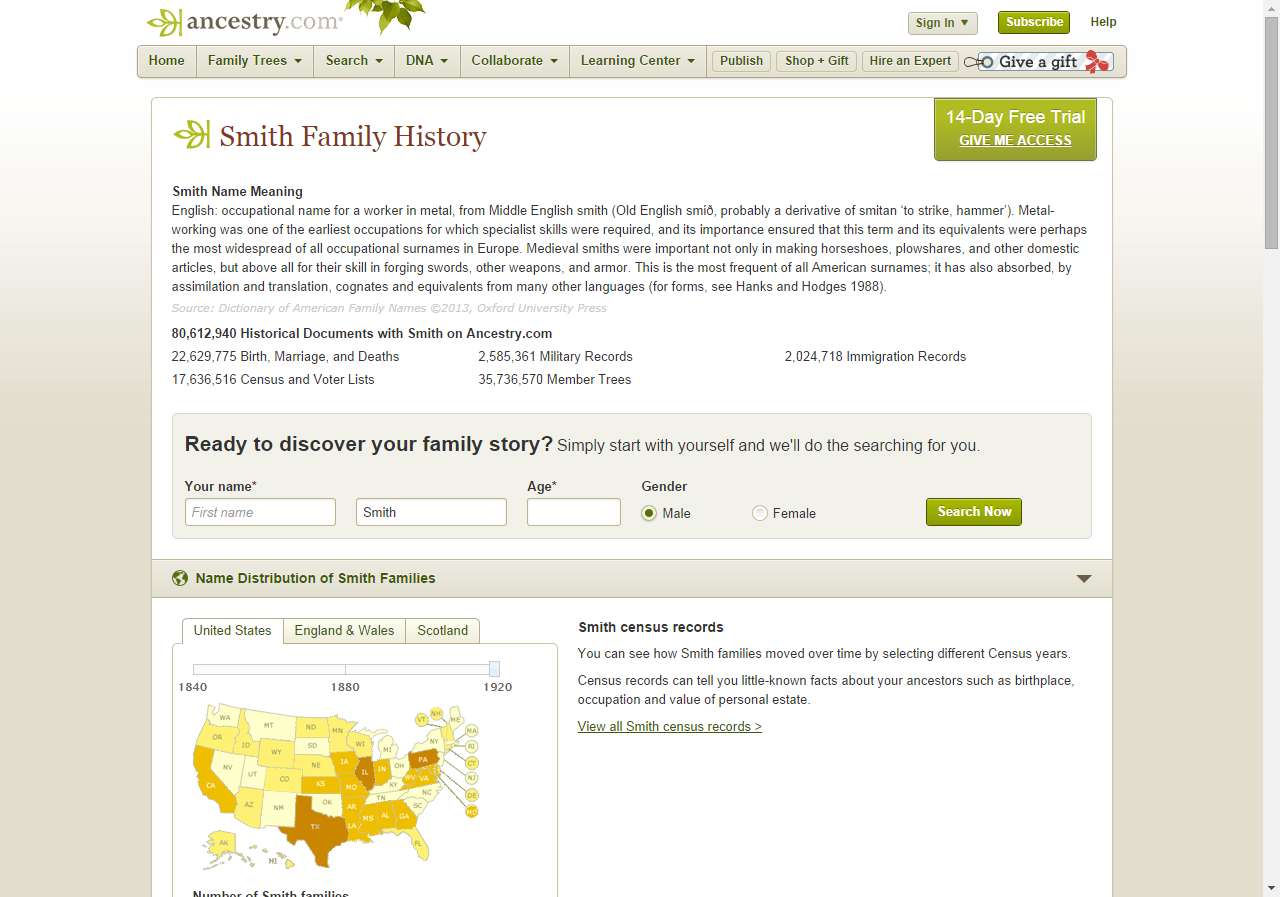 ancestry.com
Sign In
Subscribe
Help
Home
Family Trees
Search
DNA
Collaborate
Learning Center
Publish
Shop + Gift
Hire an Expert
Give a gift
Smith Family History
14-Day Free Trial
GIVE ME ACCESS
Smith Name Meaning
English: occupational name for a worker in metal, from Middle English smith (Old English smið, probably a derivative of smitan ‘to strike, hammer’). Metal-
working was one of the earliest occupations for which specialist skills were required, and its importance ensured that this term and its equivalents were perhaps
the most widespread of all occupational surnames in Europe. Medieval smiths were important not only in making horseshoes, plowshares, and other domestic
articles, but above all for their skill in forging swords, other weapons, and armor. This is the most frequent of all American surnames; it has also absorbed, by
assimilation and translation, cognates and equivalents from many other languages (for forms, see Hanks and Hodges 1988).
Source: Dictionary of American Family Names ©2013, Oxford University Press
80,612,940 Historical Documents with Smith on Ancestry.com
22,629,775 Birth, Marriage, and Deaths
2,585,361 Military Records
2,024,718 Immigration Records
17,636,516 Census and Voter Lists
35,736,570 Member Trees
Ready to discover your family story? Simply start with yourself and we'll do the searching for you.
Your name*
Age*
Gender
First name
Smith
Male
Female
Search Now
Name Distribution of Smith Families
United States
England & Wales
Scotland
1840
1880
1920
WA
MT
ND
MN
VT
NH
ME
OR
ID
SD
WI
MI
NY
MA
RI
WY
NE
IA
PA
CT
NV
UT
CO
KS
MO
IL
IN
OH
WV
VA
NJ
CA
KY
NC
DE
AZ
NM
OK
AR
TN
SC
MD
TX
LA
MS
AL
GA
FL
AK
HI
Number of Smith families
Smith census records
You can see how Smith families moved over time by selecting different Census years.
Census records can tell you little-known facts about your ancestors such as birthplace,
occupation and value of personal estate.
View all Smith census records >